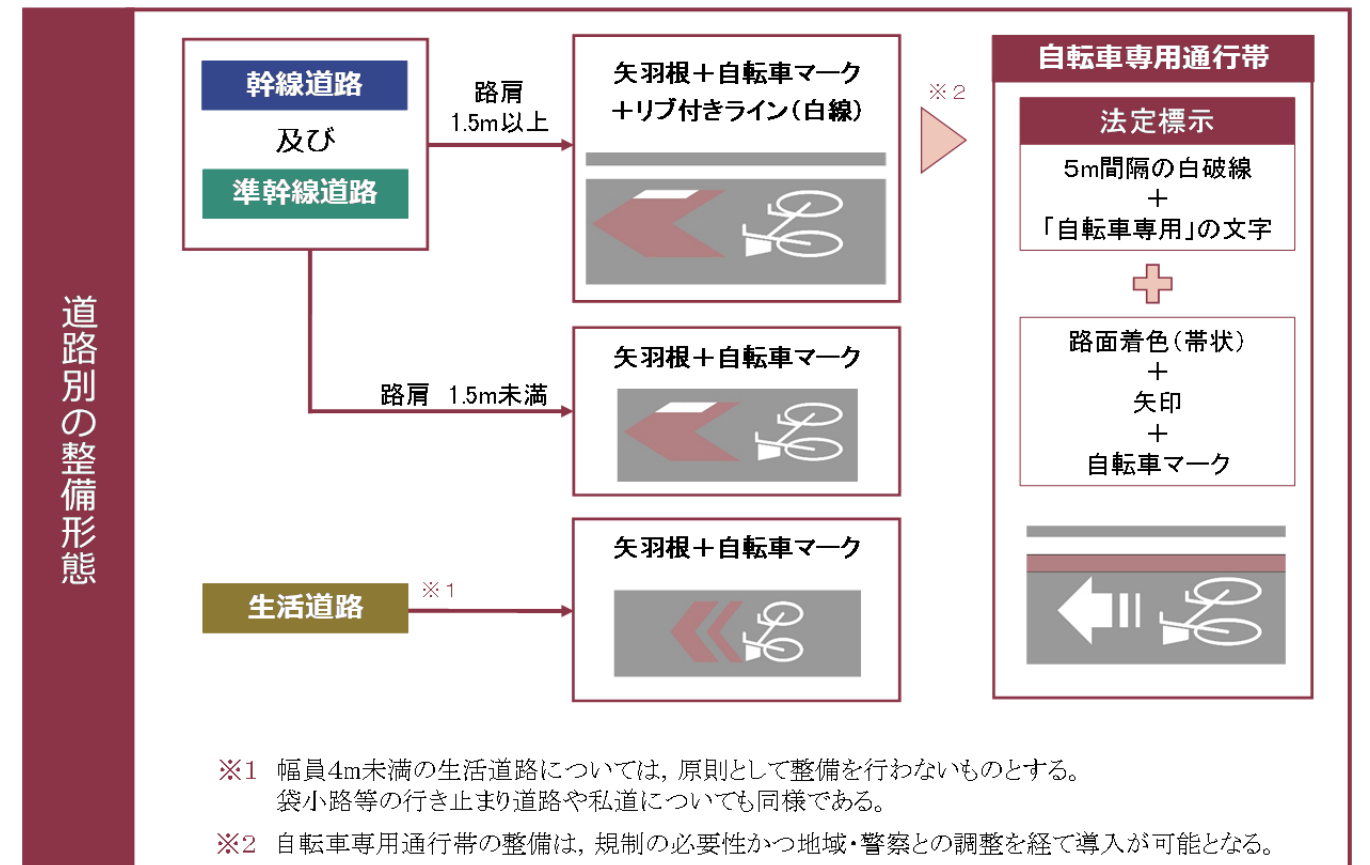 道路別の整備形態
幹線道路
及び
準幹線道路
路肩
1.5m以上
矢羽根＋自転車マーク
＋リブ付きライン（白線）
※2
路肩 1.5m未満
矢羽根＋自転車マーク
生活道路
※1
矢羽根＋自転車マーク
自転車専用通行帯
法定標示
5m間隔の白破線
＋
「自転車専用」の文字
路面着色（帯状）
＋
矢印
＋
自転車マーク
※1 幅員4m未満の生活道路については，原則として整備を行わないものとする。
袋小路等の行き止まり道路や私道についても同様である。
※2 自転車専用通行帯の整備は，規制の必要性かつ地域・警察との調整を経て導入が可能となる。